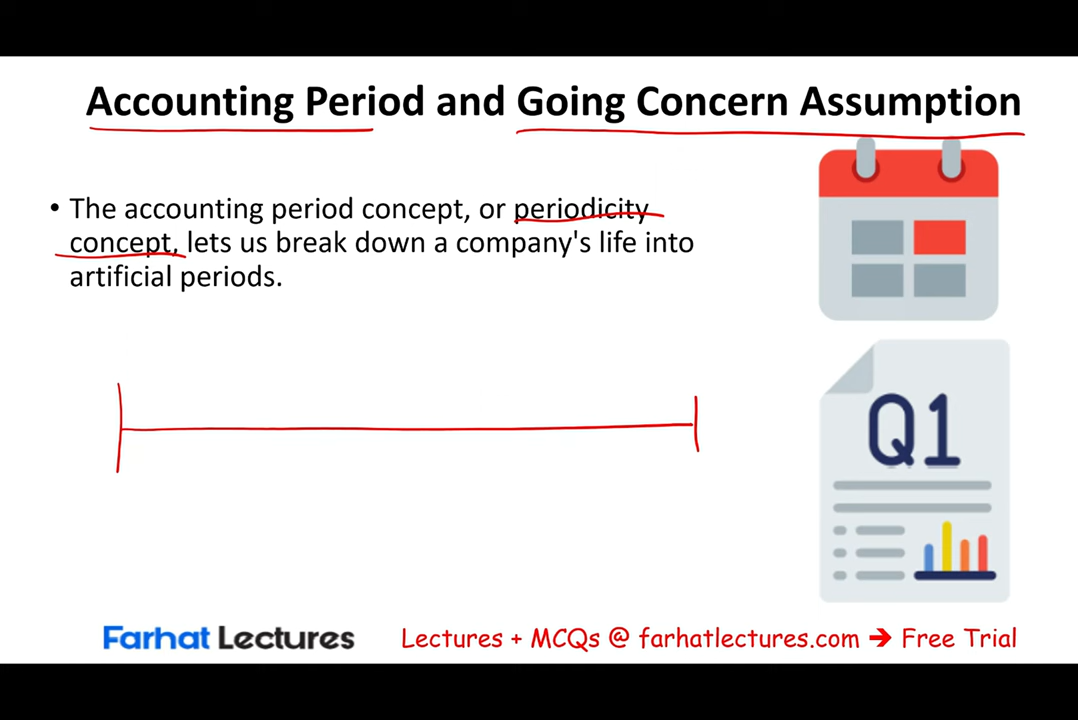 Accounting Period and Going Concern Assumption
• The accounting period concept, or periodicity
concept, lets us break down a company's life into
artificial periods.
Q1
Farhat Lectures
Lectures + MCQs @ farhatlectures.com → Free Trial